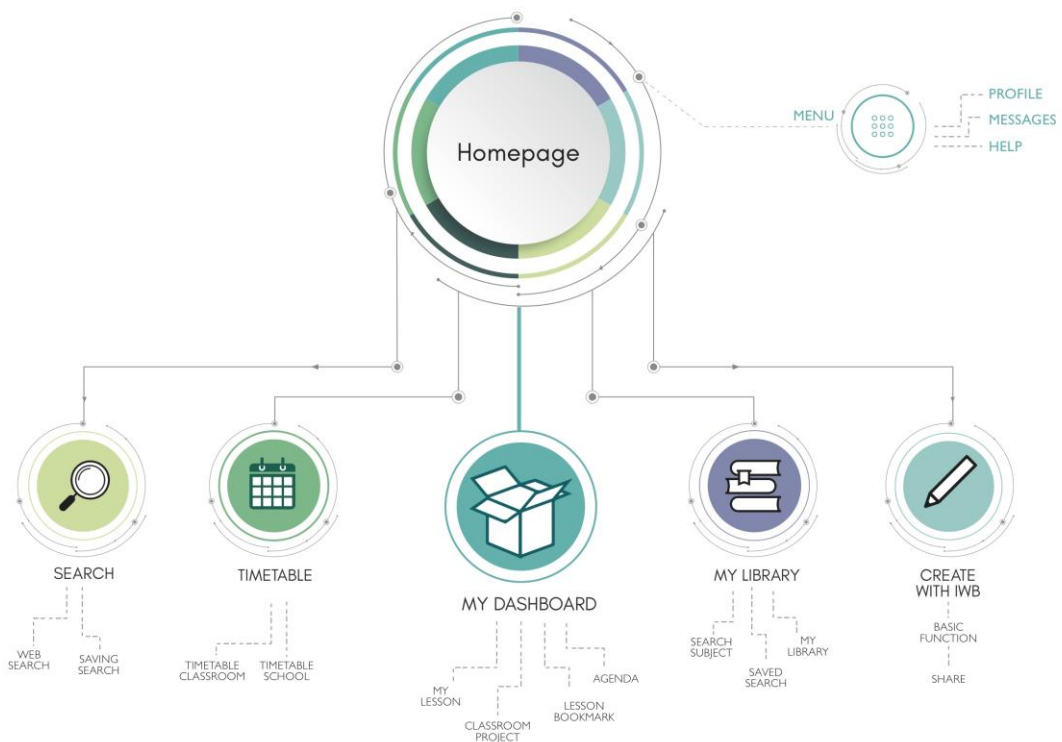 Homepage
MENU
PROFILE
MESSAGES
HELP
SEARCH
WEB
SEARCH
SAVING
SEARCH
TIMETABLE
TIMETABLE
CLASSROOM
TIMETABLE
SCHOOL
MY DASHBOARD
MY
LESSON
CLASSROOM
PROJECT
LESSON
BOOKMARK
AGENDA
MY LIBRARY
SEARCH
SUBJECT
SAVED
SEARCH
MY
LIBRARY
CREATE
WITH IWB
BASIC
FUNCTION
SHARE